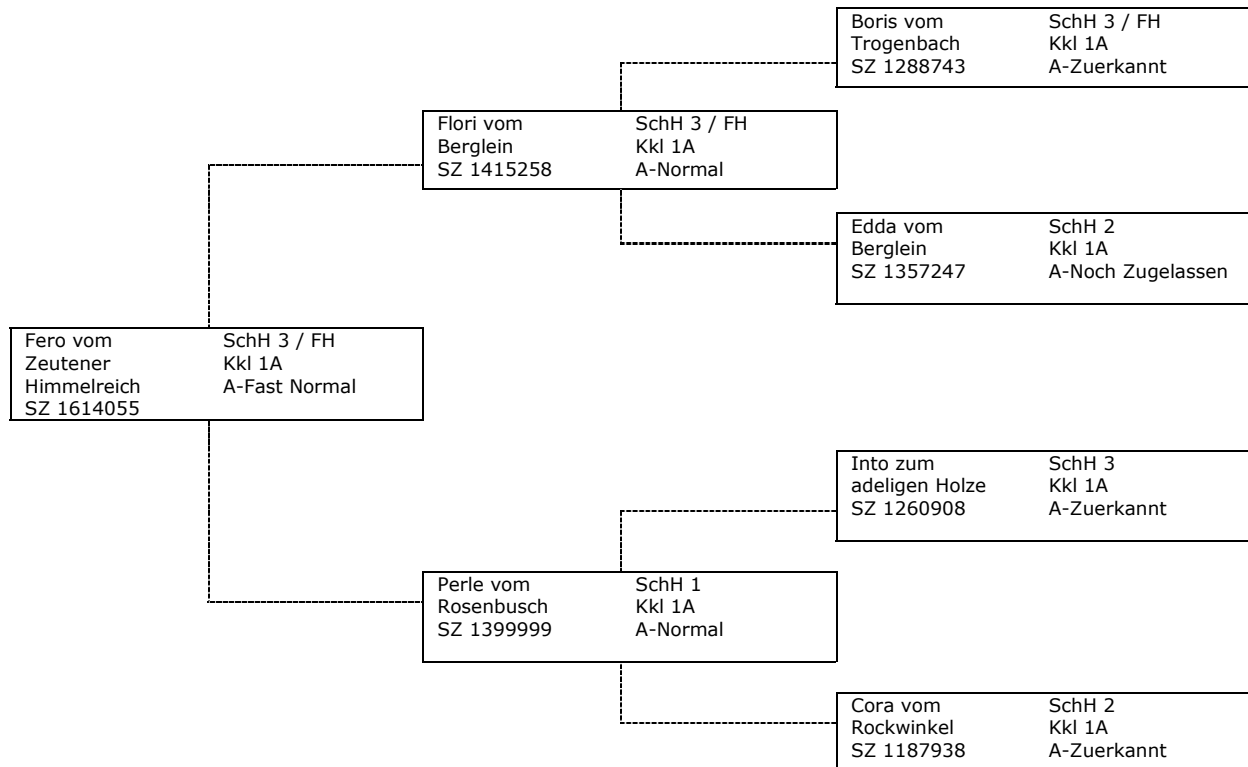 Boris vom SchH 3 / FH
Trogenbach Kkl 1A
SZ 1288743 A-Zuerkannt
Flori vom SchH 3 / FH
Berglein Kkl 1A
SZ 1415258 A-Normal
Edda vom SchH 2
Berglein Kkl 1A
SZ 1357247 A-Noch Zugelassen
Fero vom SchH 3 / FH
Zeutener Kkl 1A
Himmelreich A-Fast Normal
SZ 1614055
Into zum SchH 3
adeligen Holze Kkl 1A
SZ 1260908 A-Zuerkannt
Perle vom SchH 1
Rosenbusch Kkl 1A
SZ 1399999 A-Normal
Cora vom SchH 2
Rockwinkel Kkl 1A
SZ 1187938 A-Zuerkannt